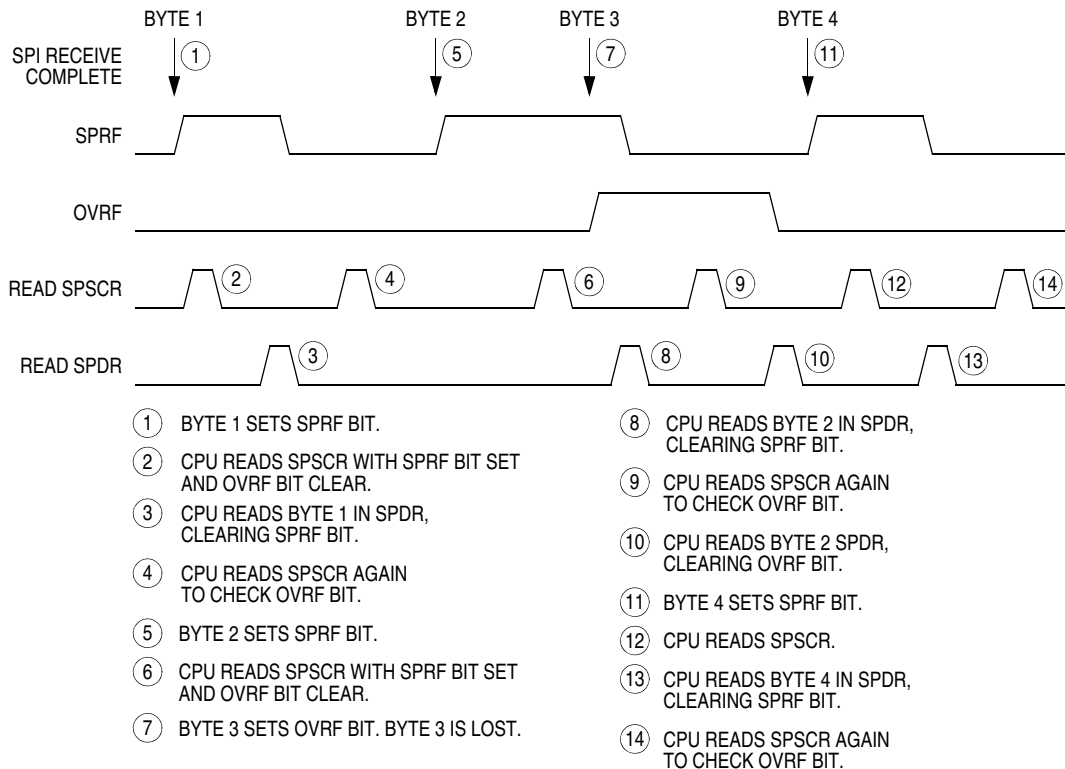 BYTE 1 BYTE 2 BYTE 3 BYTE 4
SPI RECEIVE 1 5 7 11
COMPLETE
SPRF
OVRF
READ SPSCR 2 4 6 9 12 14
READ SPDR 3 8 10 13
1 BYTE 1 SETS SPRF BIT.
2 CPU READS SPSCR WITH SPRF BIT SET
AND OVRF BIT CLEAR.
3 CPU READS BYTE 1 IN SPDR,
CLEARING SPRF BIT.
4 CPU READS SPSCR AGAIN
TO CHECK OVRF BIT.
5 BYTE 2 SETS SPRF BIT.
6 CPU READS SPSCR WITH SPRF BIT SET
AND OVRF BIT CLEAR.
7 BYTE 3 SETS OVRF BIT. BYTE 3 IS LOST.
8 CPU READS BYTE 2 IN SPDR,
CLEARING SPRF BIT.
9 CPU READS SPSCR AGAIN
TO CHECK OVRF BIT.
10 CPU READS BYTE 2 SPDR,
CLEARING OVRF BIT.
11 BYTE 4 SETS SPRF BIT.
12 CPU READS SPSCR.
13 CPU READS BYTE 4 IN SPDR,
CLEARING SPRF BIT.
14 CPU READS SPSCR AGAIN
TO CHECK OVRF BIT.